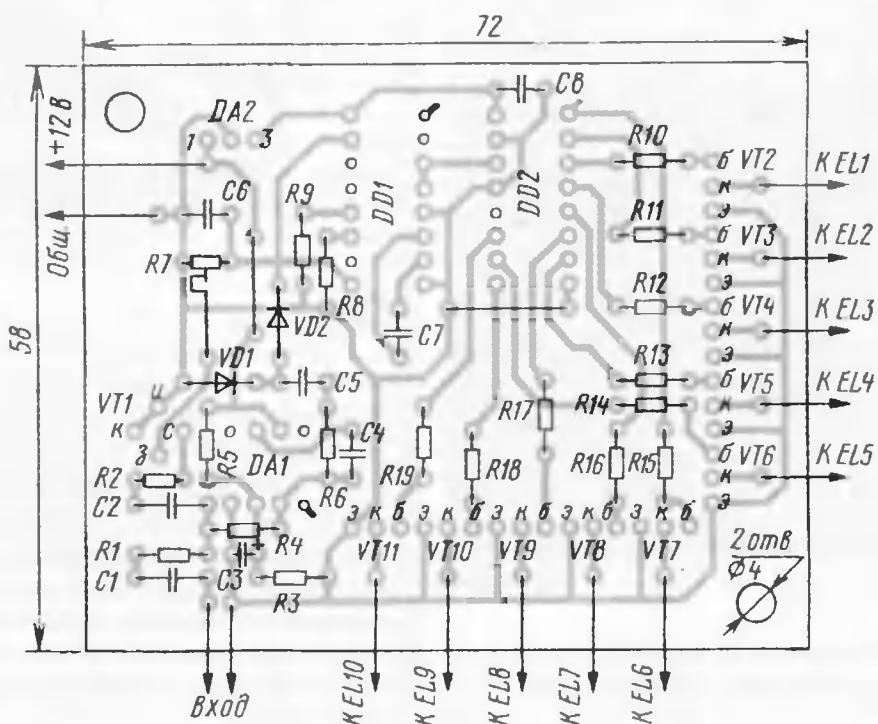 72
58
+12 В
Общ.
DA2
1
3
C8
C6
R9
DD1
DD2
R10
б VT2
К EL1
к
э
R11
б VT3
К EL2
к
э
R7
R8
R12
б VT4
К EL3
к
э
VD2
C7
VD1
C5
R13
б VT5
К EL4
к
э
R14
R17
VT1
и
к
с
з
R5
DA1
C4
R6
R19
R18
R16
R15
б VT6
К EL5
к
э
R2
C2
R1
C1
C3
R4
R3
э к б э к б э к б э к б э к б
VT11
VT10
VT9
VT8
VT7
2 отв
Ø4
Вход
К EL10
К EL9
К EL8
К EL7
К EL6